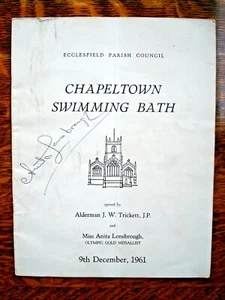 ECCLESFIELD PARISH COUNCIL
CHAPELTOWN
SWIMMING BATH
Anita Lonsbrough
opened by
Alderman J. W. Trickett, J.P.
and
Miss Anita Lonsbrough,
OLYMPIC GOLD MEDALLIST
9th December, 1961